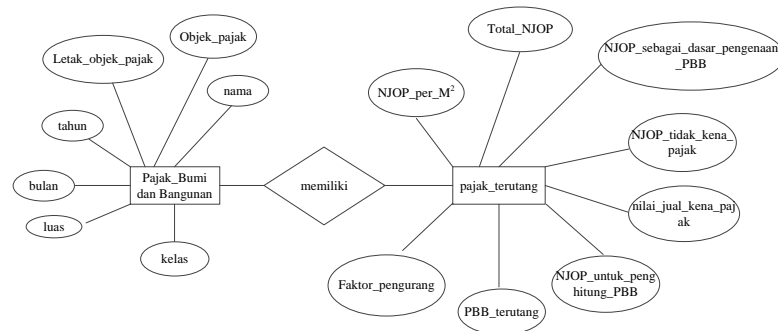 Total_NJOP
Objek_pajak
NJOP_sebagai_dasar_pengenaan
_PBB
Letak_objek_pajak
NJOP_per_M²
nama
tahun
NJOP_tidak_kena_
pajak
Pajak_Bumi
dan Bangunan
memiliki
pajak_terutang
bulan
nilai_jual_kena_paj
ak
luas
kelas
Faktor_pengurang
NJOP_untuk_peng
hitung_PBB
PBB_terutang